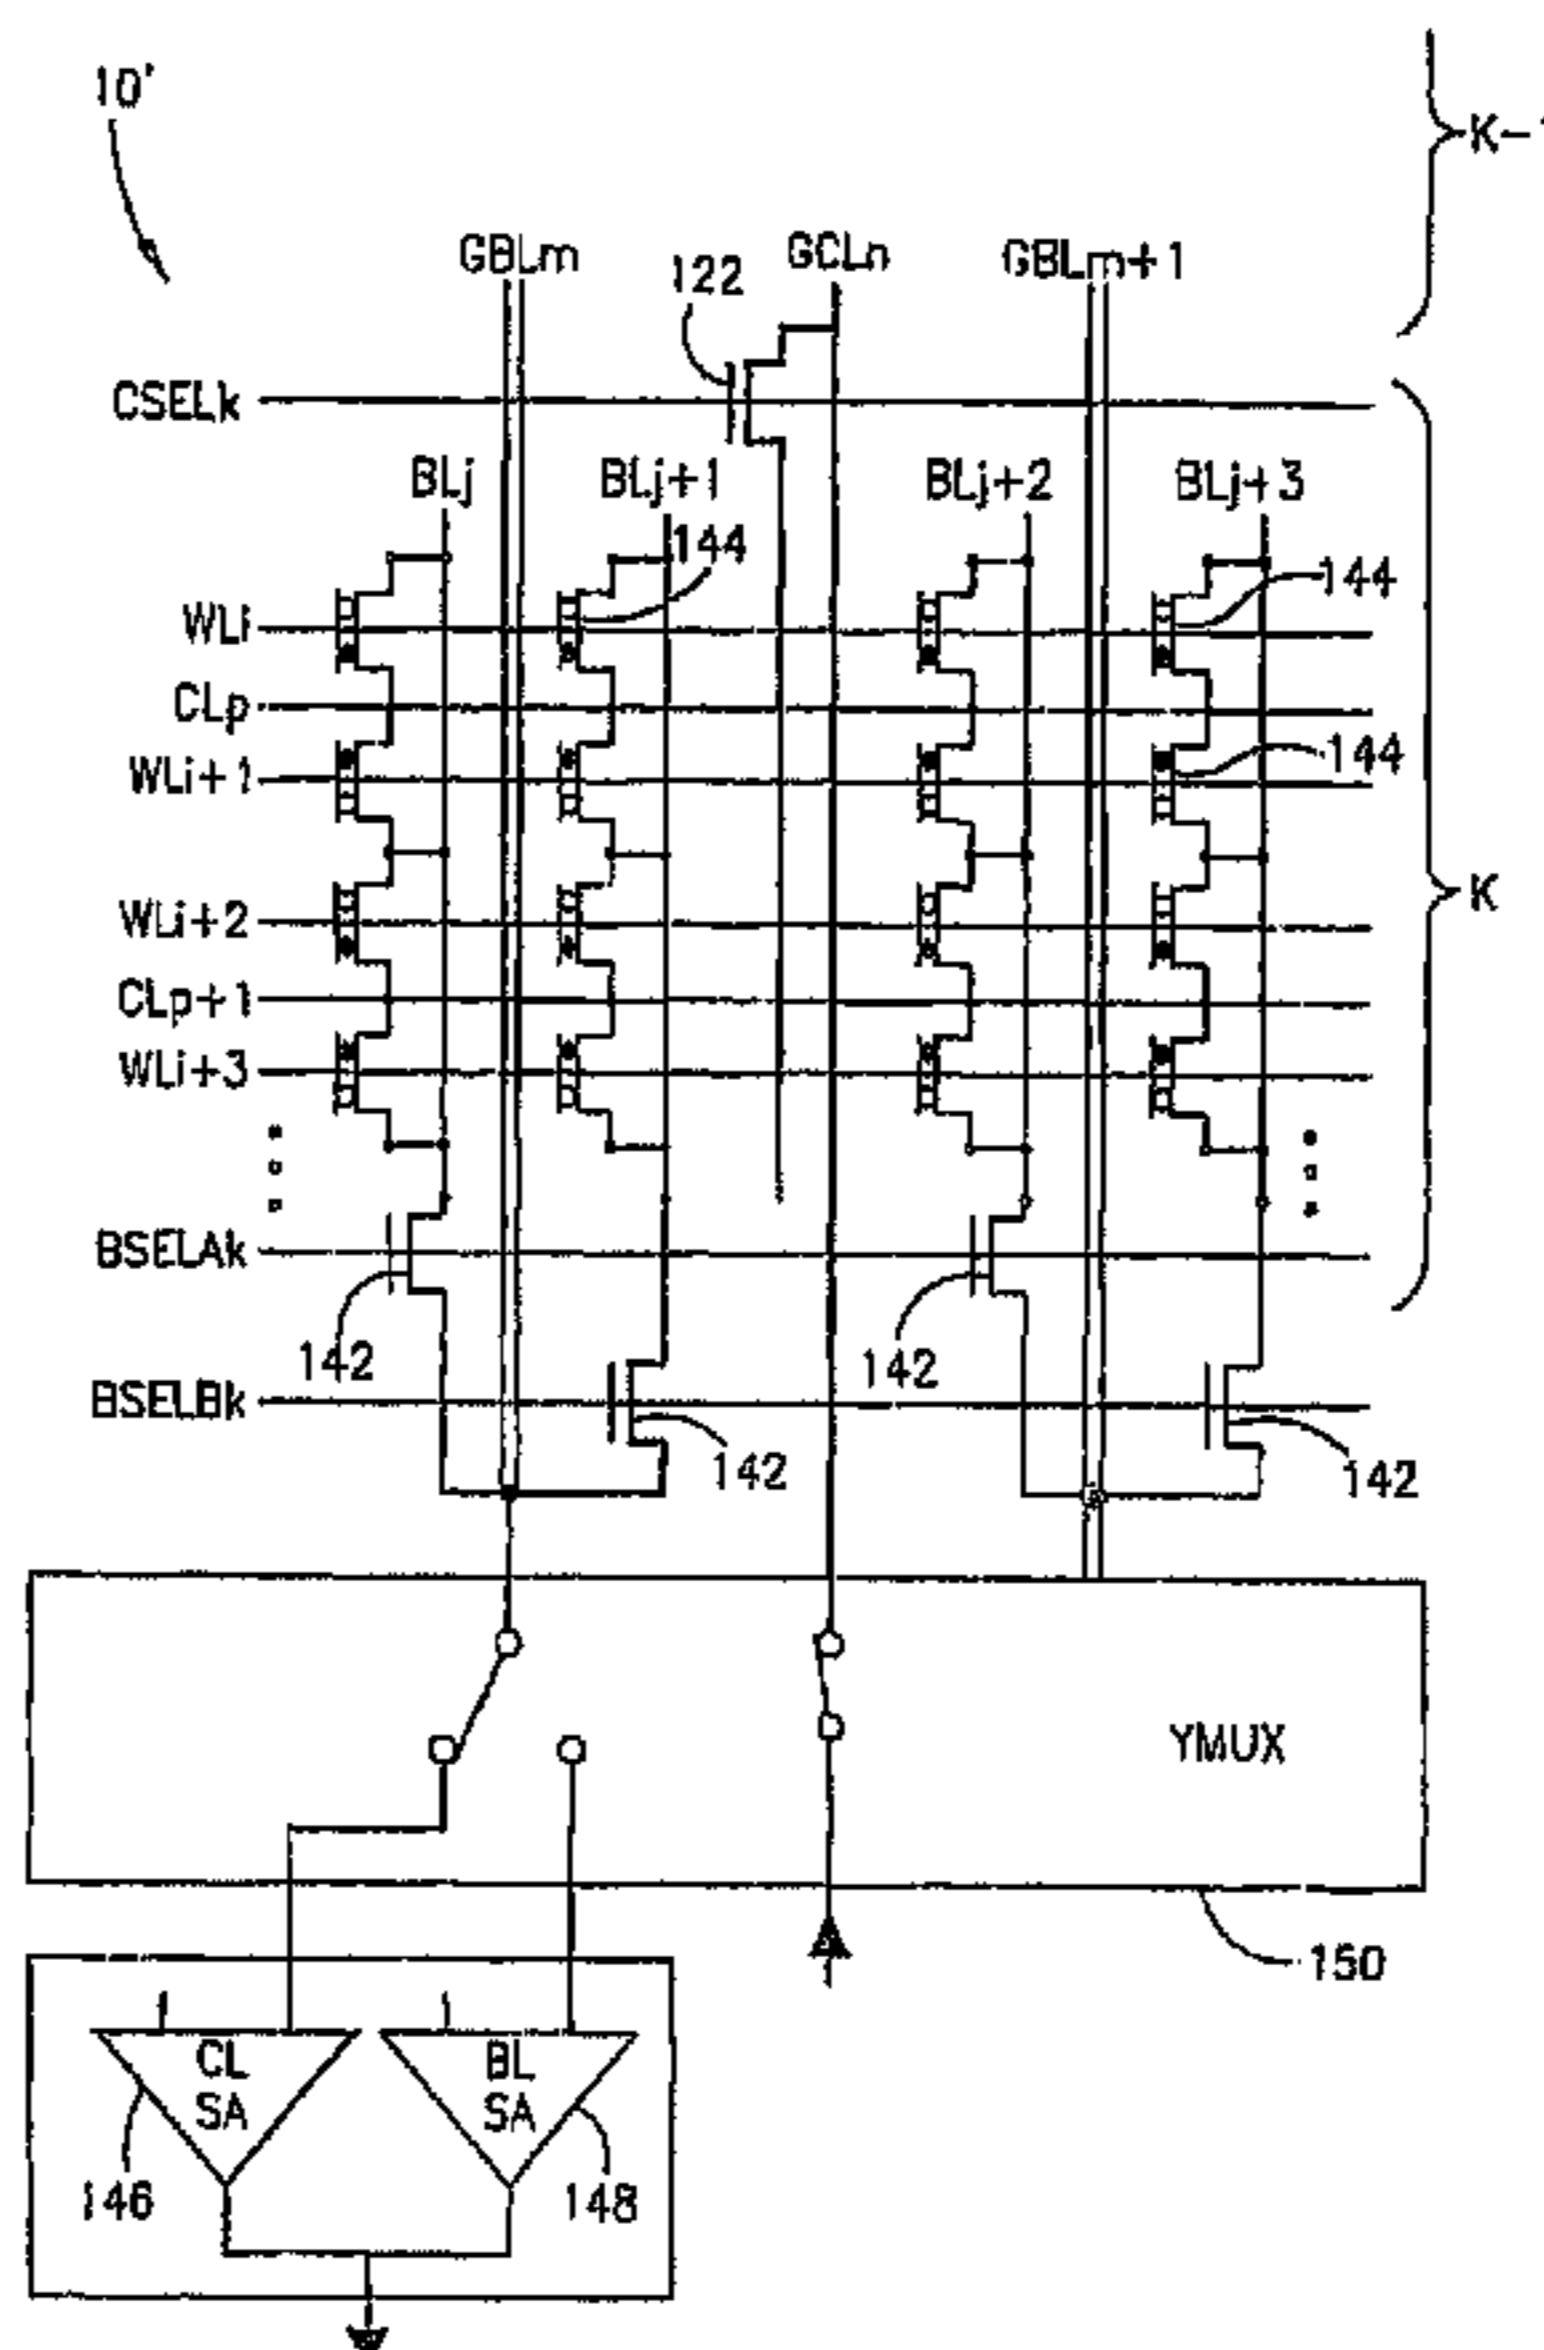 10'
K-1
GBLm
122
GCLn
GBLm+1
CSELk
BLj
BLj+1
BLj+2
BLj+3
144
144
WLi
CLp
WLi+1
144
WLi+2
K
CLp+1
WLi+3
BSELAk
142
142
BSELBk
142
142
YMUX
150
CL
SA
BL
SA
146
148